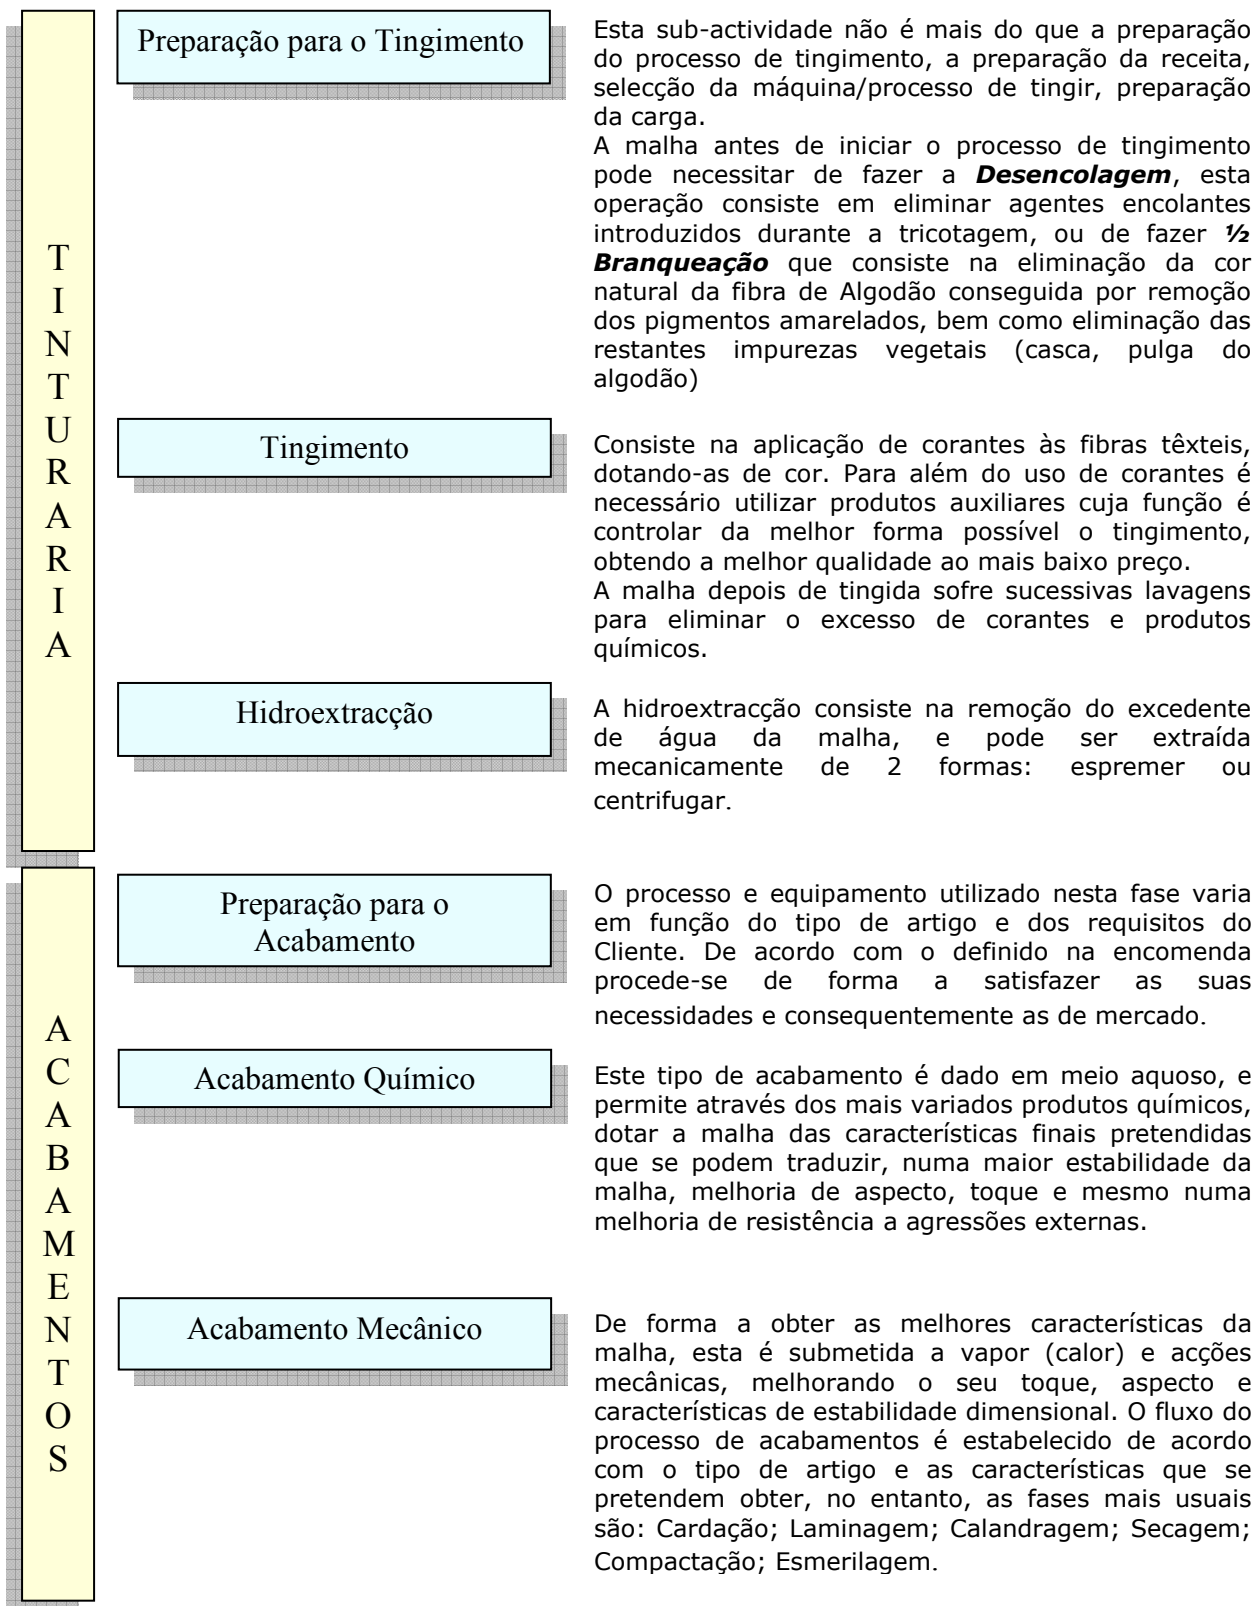 TINTURARIA
Preparação para o Tingimento
Esta sub-actividade não é mais do que a preparação
do processo de tingimento, a preparação da receita,
selecção da máquina/processo de tingir, preparação
da carga.
A malha antes de iniciar o processo de tingimento
pode necessitar de fazer a Desencolagem, esta
operação consiste em eliminar agentes encolantes
introduzidos durante a tricotagem, ou de fazer ½
Branqueação que consiste na eliminação da cor
natural da fibra de Algodão conseguida por remoção
dos pigmentos amarelados, bem como eliminação das
restantes impurezas vegetais (casca, pulga do
algodão)
Tingimento
Consiste na aplicação de corantes às fibras têxteis,
dotando-as de cor. Para além do uso de corantes é
necessário utilizar produtos auxiliares cuja função é
controlar da melhor forma possível o tingimento,
obtendo a melhor qualidade ao mais baixo preço.
A malha depois de tingida sofre sucessivas lavagens
para eliminar o excesso de corantes e produtos
químicos.
Hidroextracção
A hidroextracção consiste na remoção do excedente
de água da malha, e pode ser extraída
mecanicamente de 2 formas: espremer ou
centrifugar.
ACABAMENTOS
Preparação para o
Acabamento
O processo e equipamento utilizado nesta fase varia
em função do tipo de artigo e dos requisitos do
Cliente. De acordo com o definido na encomenda
procede-se de forma a satisfazer as suas
necessidades e consequentemente as de mercado.
Acabamento Químico
Este tipo de acabamento é dado em meio aquoso, e
permite através dos mais variados produtos químicos,
dotar a malha das características finais pretendidas
que se podem traduzir, numa maior estabilidade da
malha, melhoria de aspecto, toque e mesmo numa
melhoria de resistência a agressões externas.
Acabamento Mecânico
De forma a obter as melhores características da
malha, esta é submetida a vapor (calor) e acções
mecânicas, melhorando o seu toque, aspecto e
características de estabilidade dimensional. O fluxo do
processo de acabamentos é estabelecido de acordo
com o tipo de artigo e as características que se
pretendem obter, no entanto, as fases mais usuais
são: Cardação; Laminagem; Calandragem; Secagem;
Compactação; Esmerilagem.